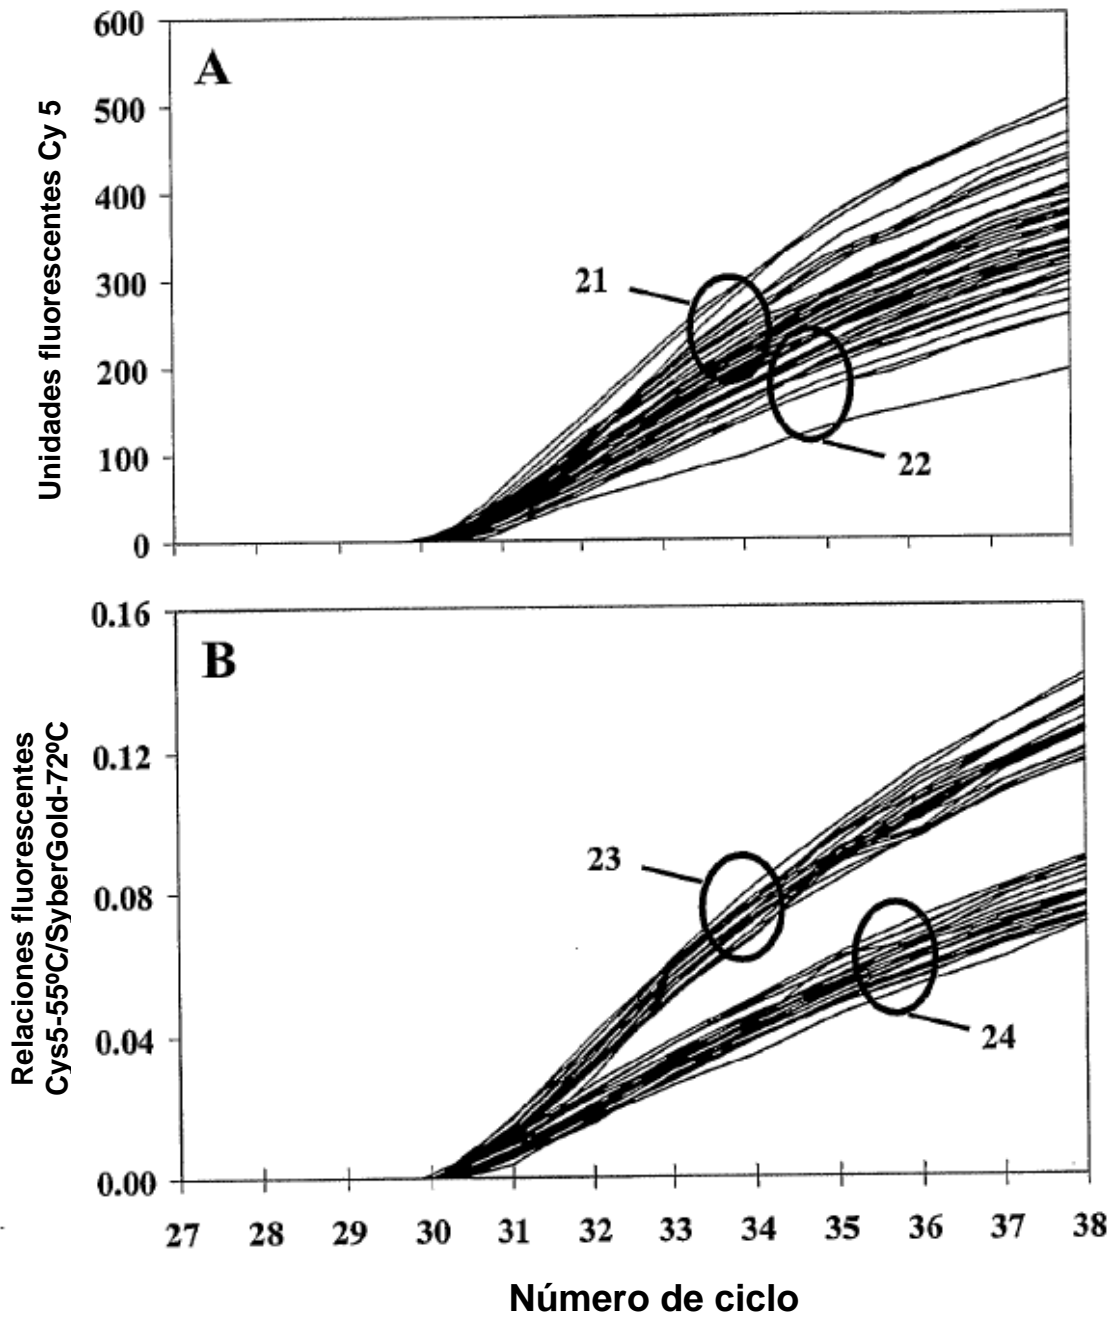 600
A
500
400
300
200
100
0
Unidades fluorescentes Cy 5
21
22
0.16
B
0.12
0.08
0.04
0.00
Relaciones fluorescentes
Cys5-55ºC/SyberGold-72ºC
23
24
27 28 29 30 31 32 33 34 35 36 37 38
Número de ciclo